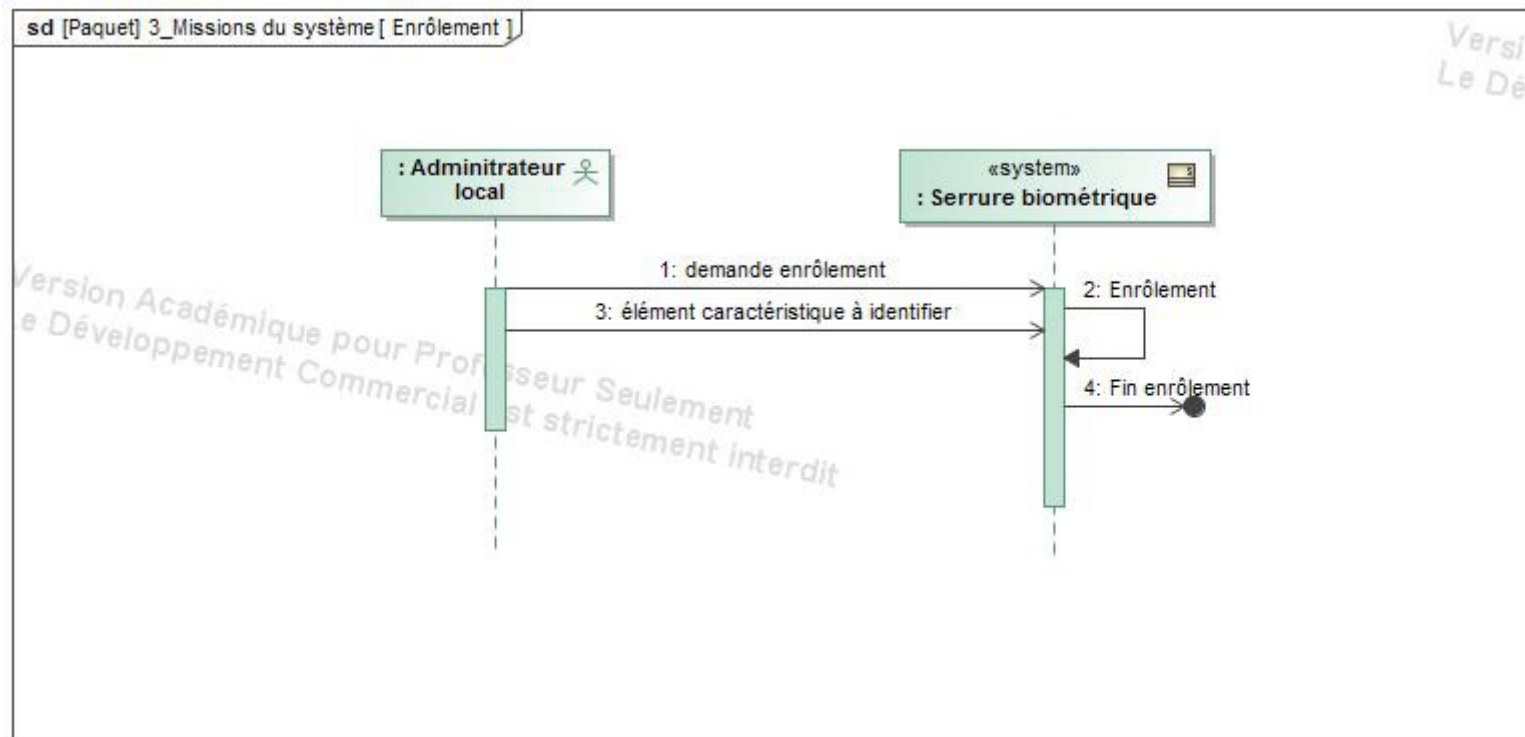 sd [Paquet] 3_Missions du système [ Enrôlement ]
Versi
Le Dé
: Adminitrateur
local
«system»
: Serrure biométrique
1: demande enrôlement
2: Enrôlement
3: élément caractéristique à identifier
4: Fin enrôlement
Version Académique pour Professeur Seulement
e Développement Commercial est strictement interdit